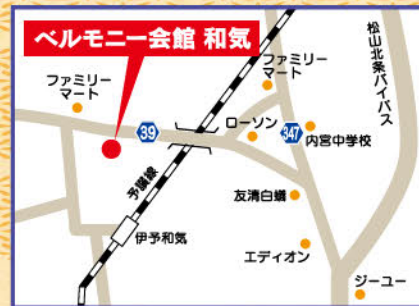 ベルモニー会館 和気
ファミリー
マート
ファミリー
マート
松山北条バイパス
39
ローソン
347
内宮中学校
予讃線
友清白蟻
伊予和気
エディオン
ジーユー